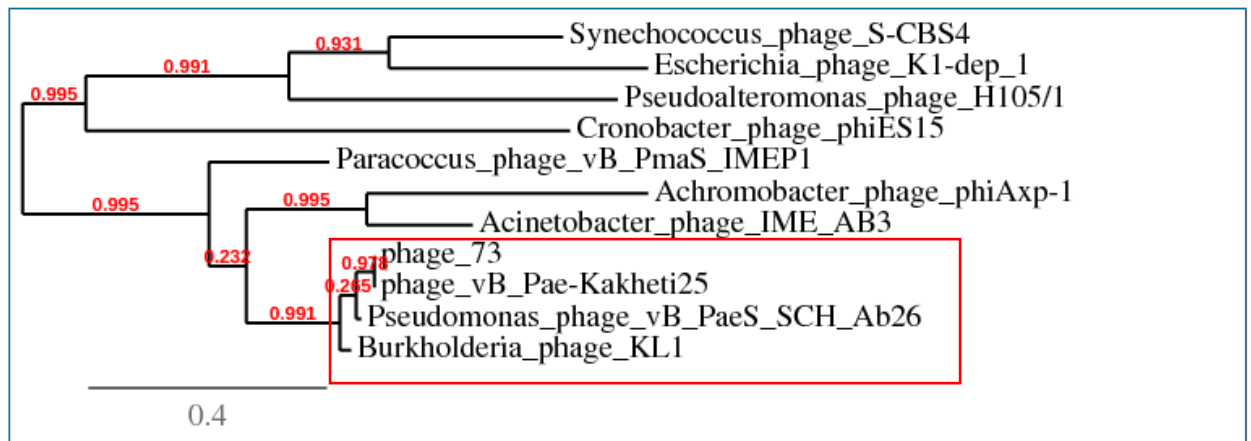 0.931 Synechococcus_phage_S-CBS4
0.991 Escherichia_phage_K1-dep_1
0.995 Pseudoalteromonas_phage_H105/1
Cronobacter_phage_phiES15
Paracoccus_phage_vB_PmaS_IMEP1
0.995 0.995 Achromobacter_phage_phiAxp-1
Acinetobacter_phage_IME_AB3
0.232 phage_73
0.978
0.265 phage_vB_Pae-Kakheti25
0.991 Pseudomonas_phage_vB_PaeS_SCH_Ab26
Burkholderia_phage_KL1
0.4